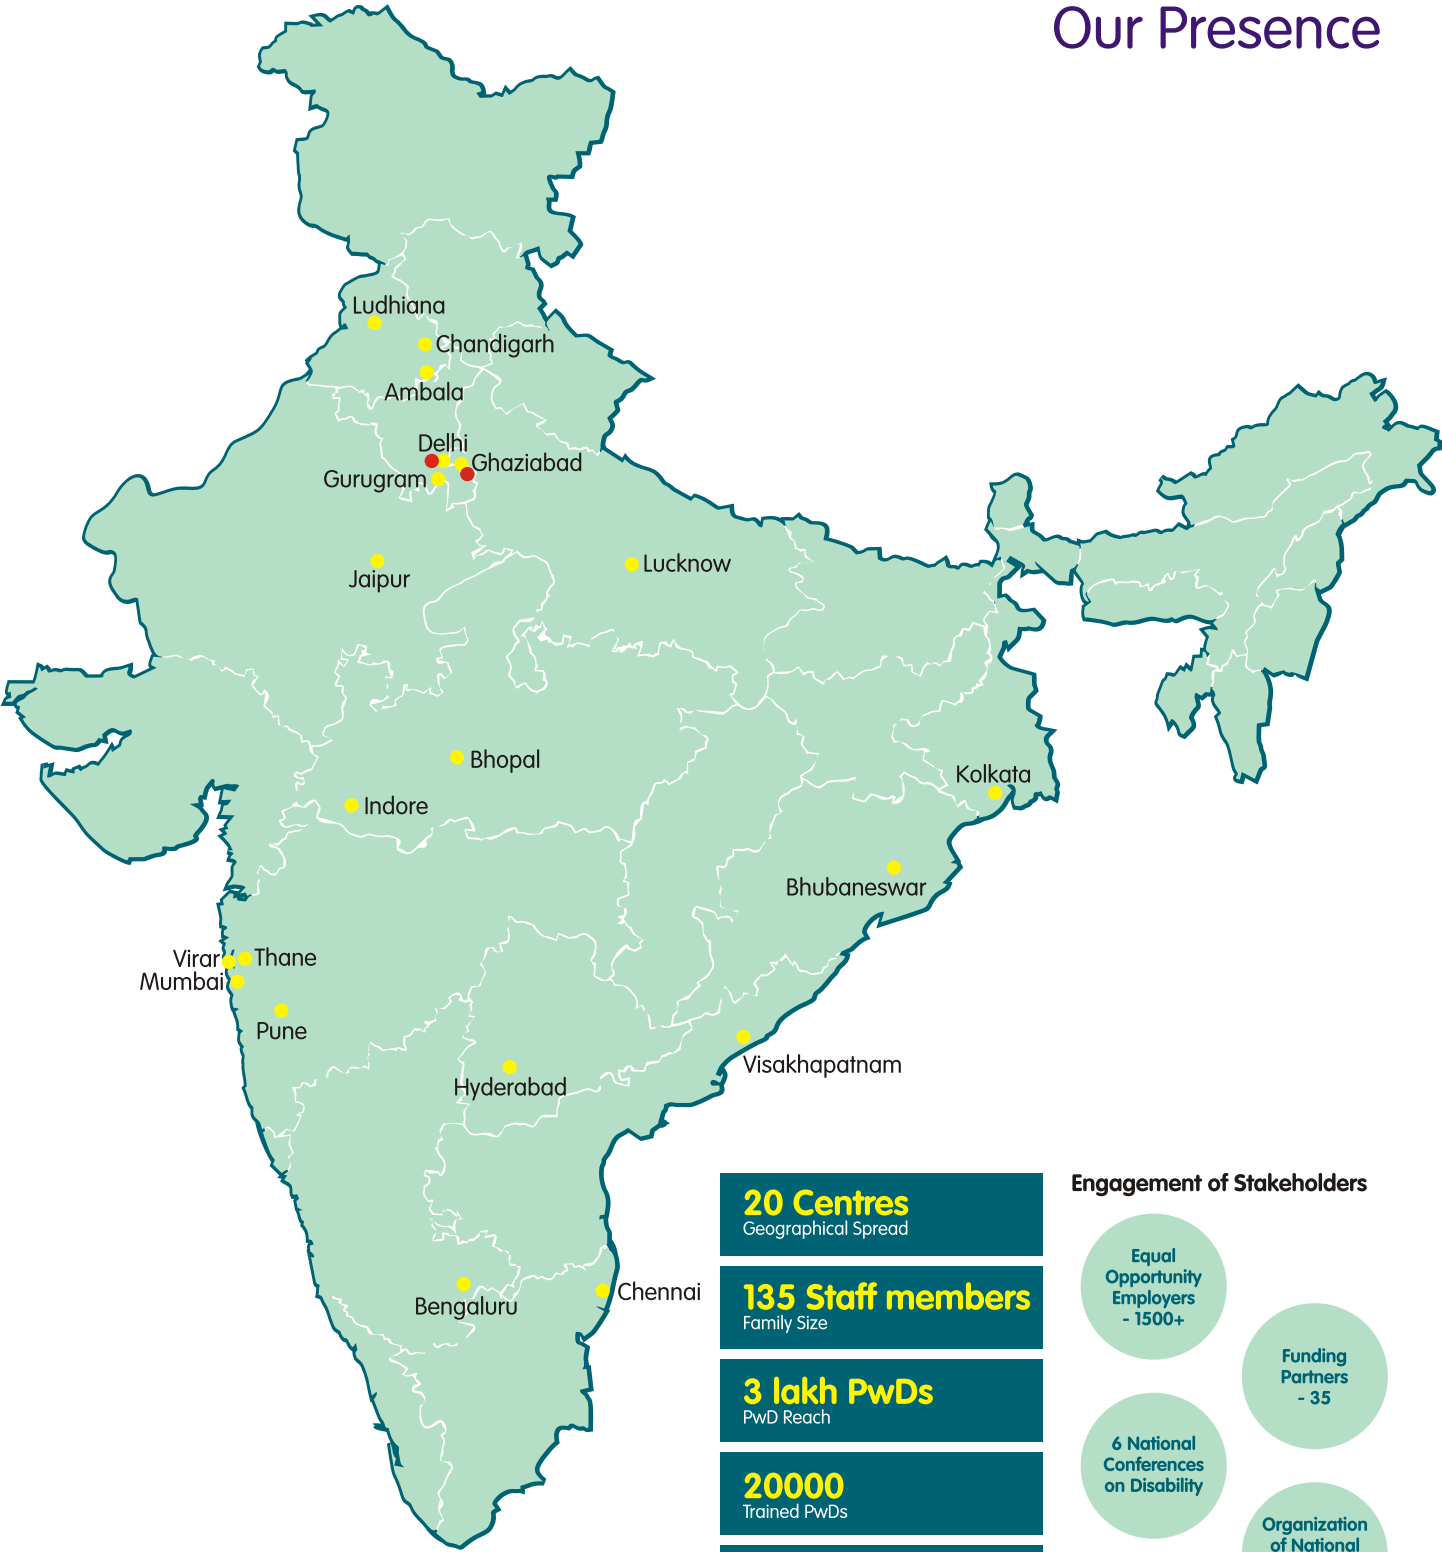 Our Presence
Ludhiana
Chandigarh
Ambala
Delhi
Ghaziabad
Gurugram
Lucknow
Jaipur
Bhopal
Kolkata
Indore
Bhubaneswar
Virar
Thane
Mumbai
Pune
Visakhapatnam
Hyderabad
Bengaluru
Chennai
20 Centres
Geographical Spread
135 Staff members
Family Size
3 lakh PwDs
PwD Reach
20000
Trained PwDs
Engagement of Stakeholders
Equal
Opportunity
Employers
- 1500+
Funding
Partners
- 35
6 National
Conferences
on Disability
Organization
of National